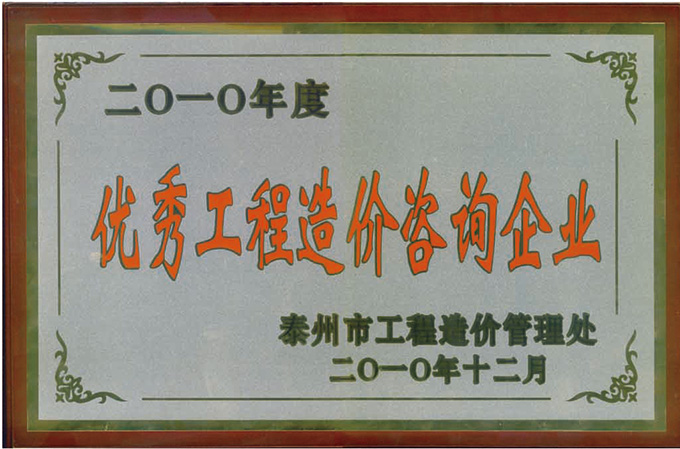 二〇一〇年度
优秀工程造价咨询企业
泰州市工程造价管理处
二〇一〇年十二月